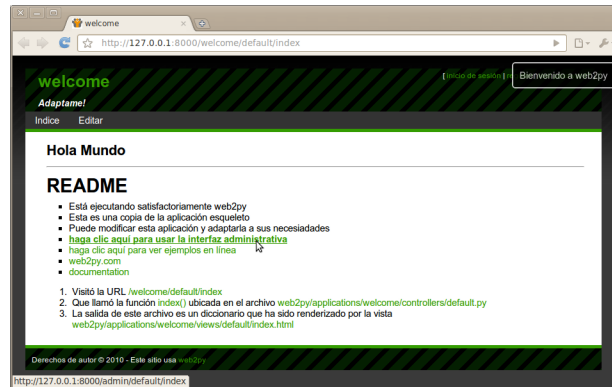 welcome
http://127.0.0.1:8000/welcome/default/index
welcome
[ inicio de sesión |
Bienvenido a web2py
Adaptame!
Indice Editar
Hola Mundo
README
Está ejecutando satisfactoriamente web2py
Esta es una copia de la aplicación esqueleto
Puede modificar esta aplicación y adaptarla a sus necesiadades
haga clic aquí para usar la interfaz administrativa
haga clic aquí para ver ejemplos en línea
web2py.com
documentation
1. Visitó la URL /welcome/default/index
2. Que llamó la función index() ubicada en el archivo web2py/applications/welcome/controllers/default.py
3. La salida de este archivo es un diccionario que ha sido renderizado por la vista
web2py/applications/welcome/views/default/index.html
Derechos de autor © 2010 - Este sitio usa web2py
http://127.0.0.1:8000/admin/default/index